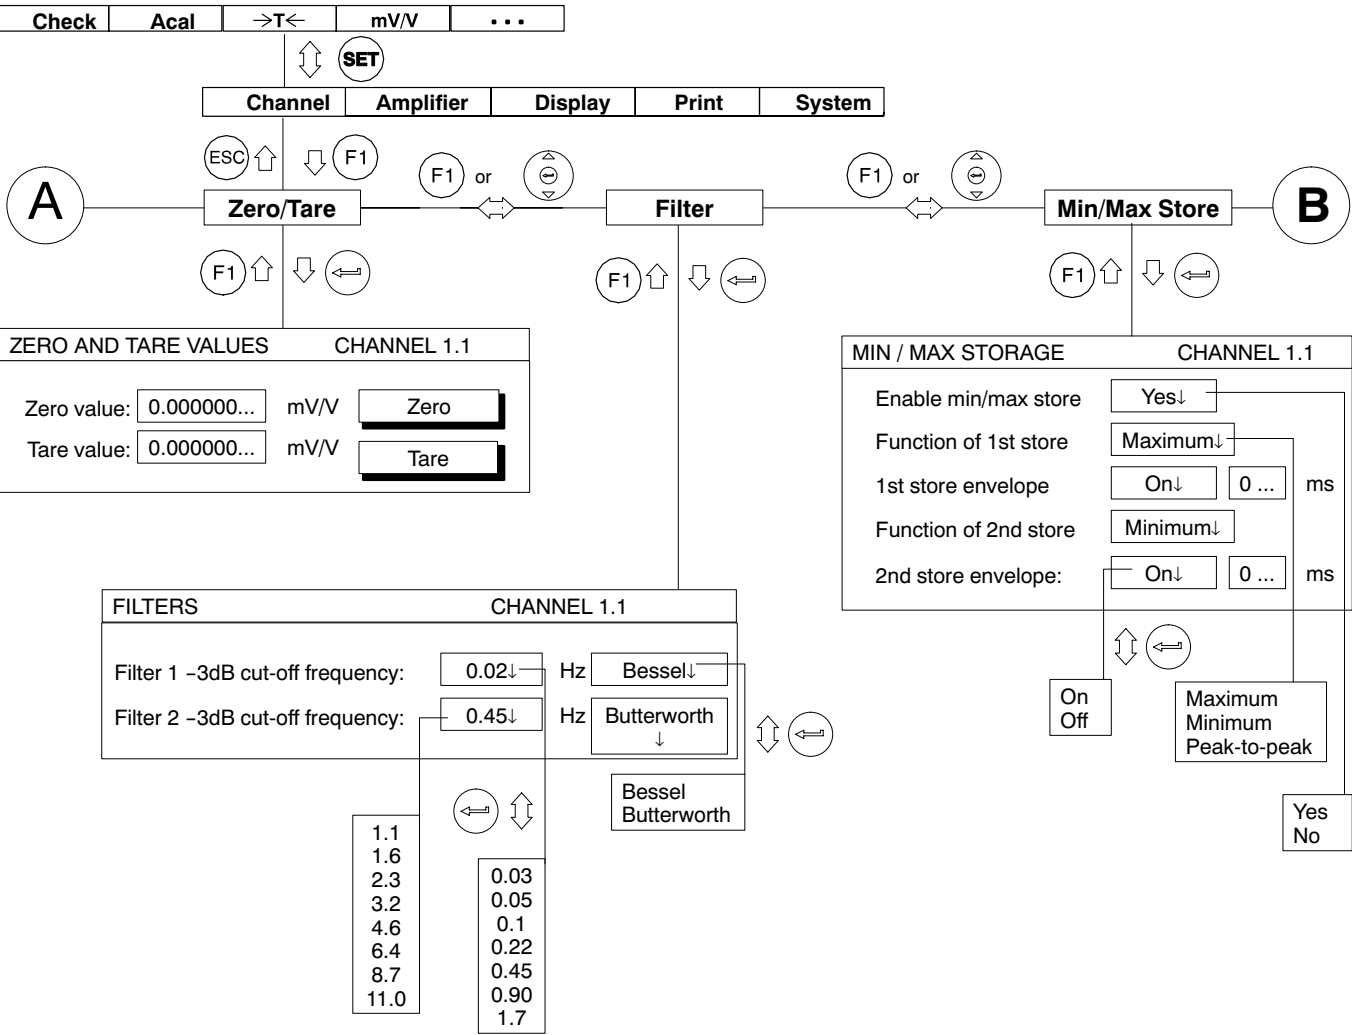 Check Acal →T← mV/V ...
SET
Channel Amplifier Display Print System
ESC F1 F1 or F1 or
A Zero/Tare Filter Min/Max Store B
F1 F1 F1
ZERO AND TARE VALUES CHANNEL 1.1
Zero value: 0.000000... mV/V Zero
Tare value: 0.000000... mV/V Tare
MIN / MAX STORAGE CHANNEL 1.1
Enable min/max store Yes↓
Function of 1st store Maximum↓
1st store envelope On↓ 0 ... ms
Function of 2nd store Minimum↓
2nd store envelope: On↓ 0 ... ms
On
Off
Maximum
Minimum
Peak-to-peak
Yes
No
FILTERS CHANNEL 1.1
Filter 1 –3dB cut-off frequency: 0.02↓ Hz Bessel↓
Filter 2 –3dB cut-off frequency: 0.45↓ Hz Butterworth
↓
Bessel
Butterworth
1.1
1.6
2.3
3.2
4.6
6.4
8.7
11.0
0.03
0.05
0.1
0.22
0.45
0.90
1.7